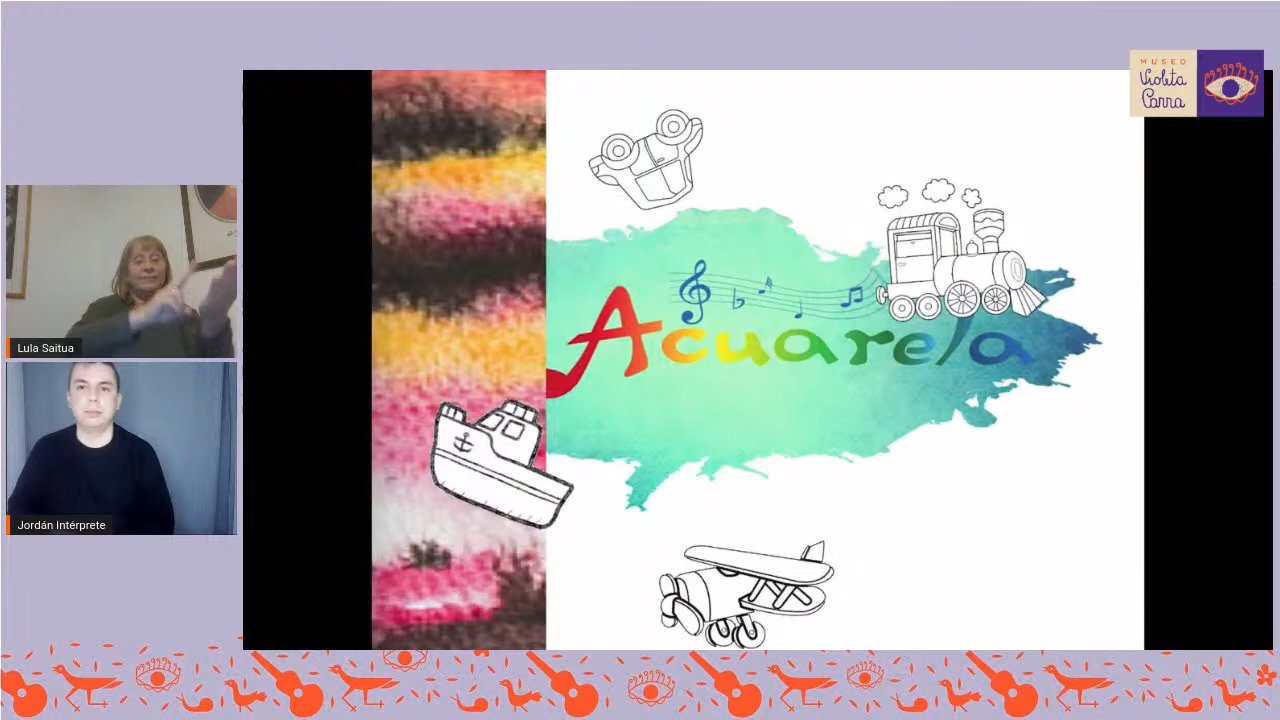 MUSEO
Violeta
Parra
Acuarela
Lula Saitua
Jordán Intérprete